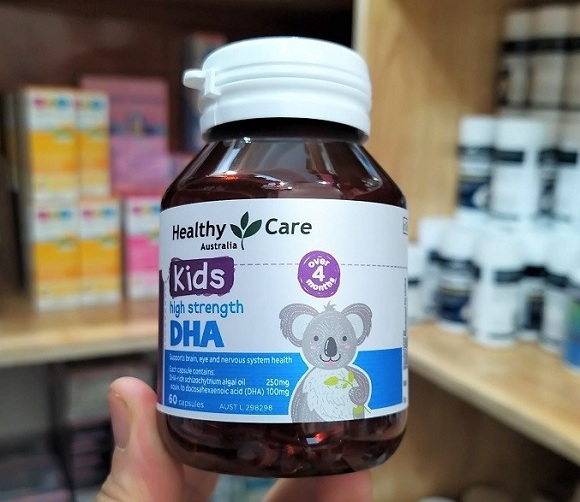 Healthy Care
Australia
Kids
over
4
months
high strength
DHA
Supports brain, eye and nervous system health
Each capsule contains:
DHA-rich schizochytrium algal oil 250mg
equiv. to docosahexaenoic acid (DHA) 100mg
60 capsules AUST L 298298